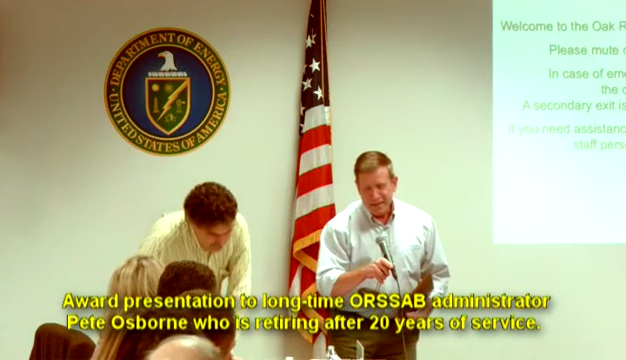 DEPARTMENT OF ENERGY
UNITED STATES OF AMERICA
Welcome to the Oak R
Please mute
In case of eme
the
A secondary exit is
If you need assistanc
staff pers
Award presentation to long-time ORSSAB administrator
Pete Osborne who is retiring after 20 years of service.